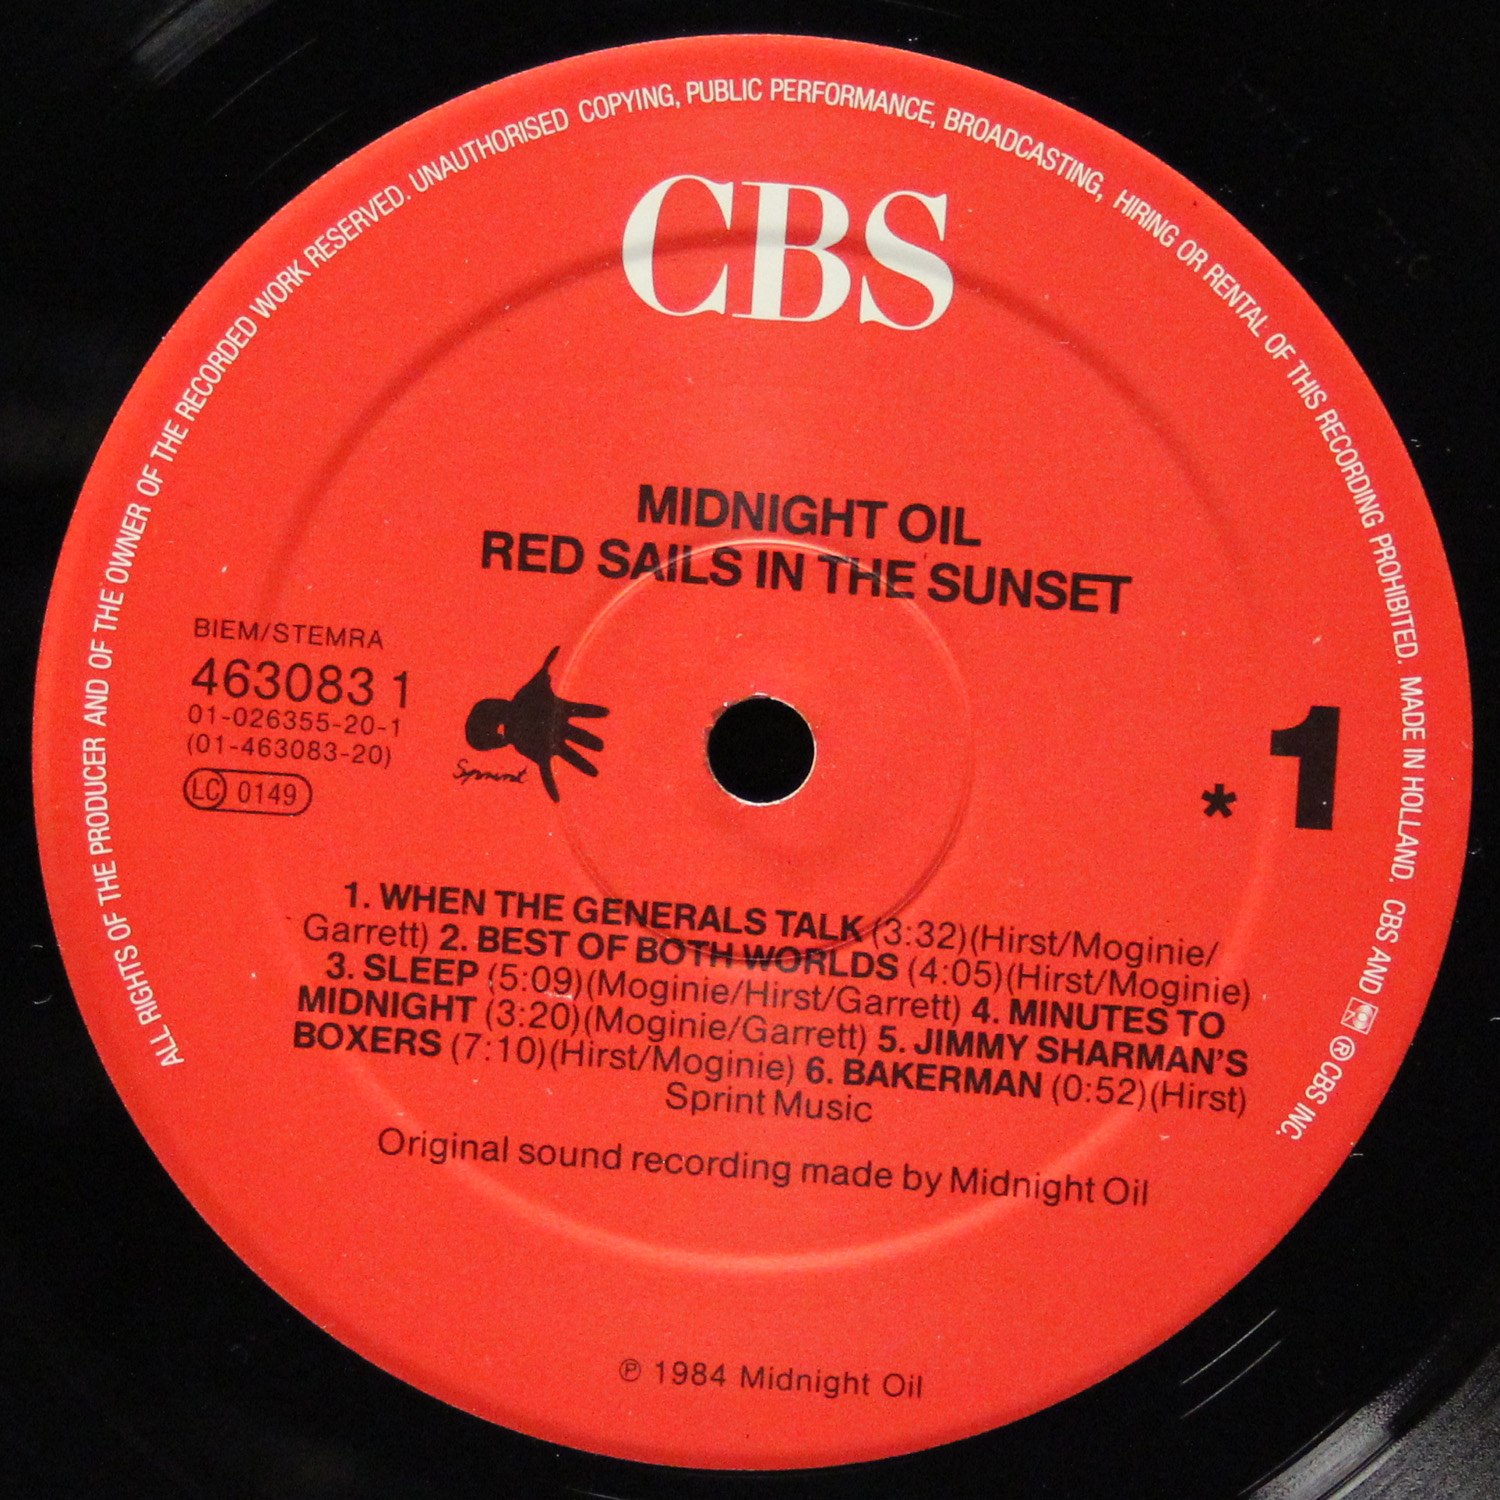 ALL RIGHTS OF THE PRODUCER AND OF THE OWNER OF THE RECORDED WORK RESERVED. UNAUTHORISED COPYING, PUBLIC PERFORMANCE, BROADCASTING, HIRING OR RENTAL OF THIS RECORDING PROHIBITED. MADE IN HOLLAND. CBS AND ® CBS INC.
CBS
MIDNIGHT OIL
RED SAILS IN THE SUNSET
BIEM/STEMRA
463083 1
01-026355-20-1
(01-463083-20)
LC 0149
Sprint
* 1
1. WHEN THE GENERALS TALK (3:32)(Hirst/Moginie/
Garrett) 2. BEST OF BOTH WORLDS (4:05)(Hirst/Moginie)
3. SLEEP (5:09)(Moginie/Hirst/Garrett) 4. MINUTES TO
MIDNIGHT (3:20)(Moginie/Garrett) 5. JIMMY SHARMAN'S
BOXERS (7:10)(Hirst/Moginie) 6. BAKERMAN (0:52)(Hirst)
Sprint Music
Original sound recording made by Midnight Oil
℗ 1984 Midnight Oil